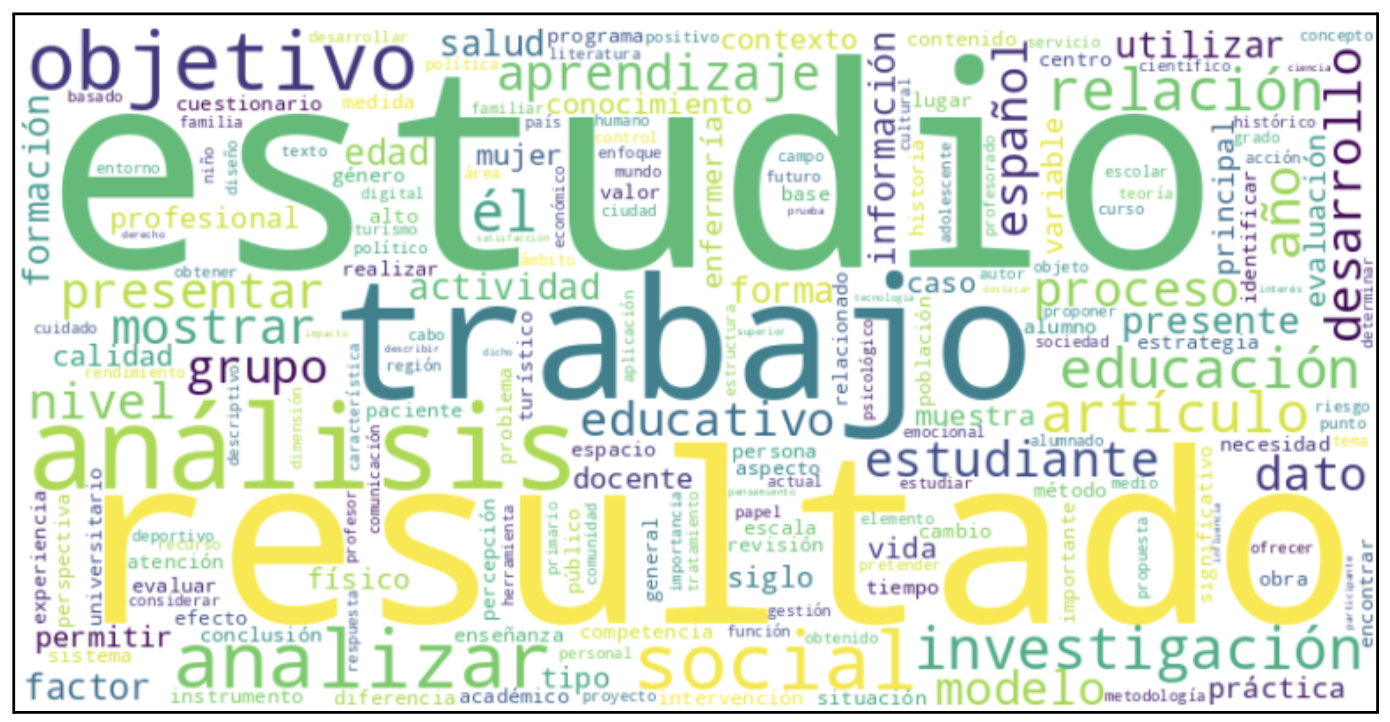 objetivo
desarrollar
salud
programa
positivo
contexto
contenido
servicio
utilizar
concepto
política
literatura
centro
científico
ciencia
basado
cuestionario
medida
aprendizaje
información
cultural
español
relación
desarrollo
formación
familia
familiar
conocimiento
lugar
histórico
grado
estudio
entorno
niño
diseño
texto
edad
género
digital
mujer
país
humano
control
enfoque
mundo
valor
ciudad
área
económico
enfermería
campo
futuro
base
prueba
historia
adolescente
profesorado
variable
escolar
teoría
curso
principal
acción
identificar
año
evaluación
profesional
derecho
alto
turismo
político
él
satisfacción
ámbito
obtener
realizar
presentar
actividad
forma
relacionado
caso
autor
destacar
objeto
proceso
interés
determinar
cuidado
mostrar
impacto
cabo
describir
región
dicho
trabajo
turístico
aplicación
superior
estructura
tecnología
psicológico
población
alumno
proponer
sociedad
presente
estrategia
calidad
rendimiento
grupo
educación
nivel
descriptivo
dimensión
característica
paciente
problema
educativo
muestra
artículo
riesgo
punto
análisis
comunicación
espacio
docente
persona
aspecto
actual
pensamiento
emocional
estudiante
estudiar
alumnado
necesidad
tema
dato
resultado
experiencia
perspectiva
universitario
deportivo
recurso
atención
evaluar
considerar
efecto
profesor
físico
respuesta
percepción
herramienta
primario
público
comunidad
general
importancia
tratamiento
papel
escala
revisión
siglo
gestión
elemento
cambio
vida
pretender
tiempo
método
medio
importante
propuesta
significativo
influencia
ofrecer
obra
participante
encontrar
permitir
sistema
conclusión
enseñanza
competencia
función
obtenido
factor
analizar
instrumento
diferencia
tipo
personal
académico
proyecto
social
intervención
situación
investigación
modelo
metodología
práctica